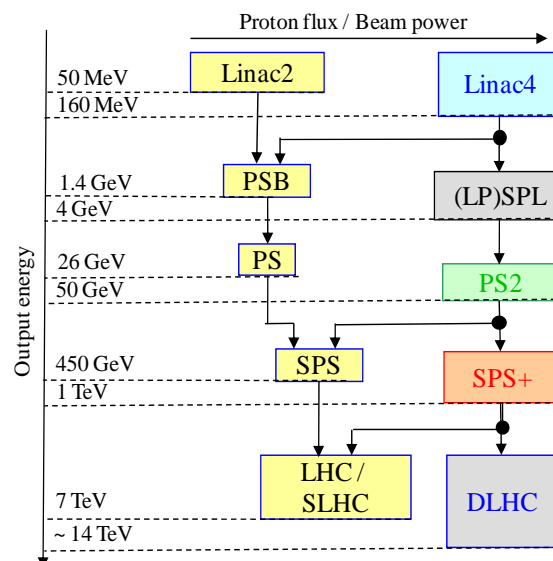 Proton flux / Beam power
Linac2
Linac4
50 MeV
160 MeV
PSB
(LP)SPL
1.4 GeV
4 GeV
PS
PS2
26 GeV
50 GeV
Output energy
SPS
SPS+
450 GeV
1 TeV
LHC /
SLHC
DLHC
7 TeV
~ 14 TeV